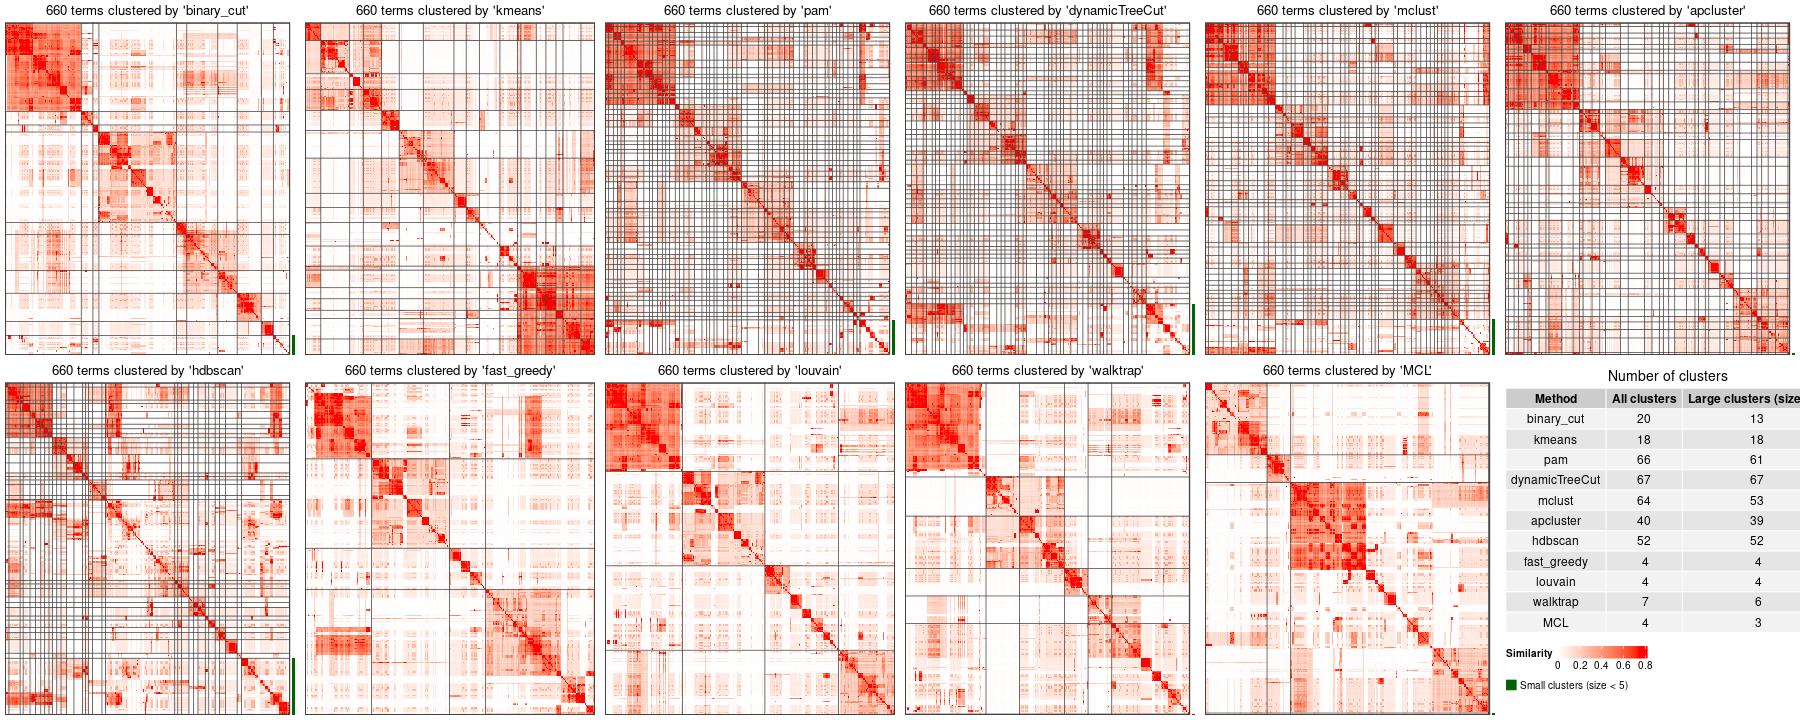 660 terms clustered by 'binary_cut'
660 terms clustered by 'kmeans'
660 terms clustered by 'pam'
660 terms clustered by 'dynamicTreeCut'
660 terms clustered by 'mclust'
660 terms clustered by 'apcluster'
660 terms clustered by 'hdbscan'
660 terms clustered by 'fast_greedy'
660 terms clustered by 'louvain'
660 terms clustered by 'walktrap'
660 terms clustered by 'MCL'
Number of clusters
Method All clusters Large clusters (size
binary_cut 20 13
kmeans 18 18
pam 66 61
dynamicTreeCut 67 67
mclust 64 53
apcluster 40 39
hdbscan 52 52
fast_greedy 4 4
louvain 4 4
walktrap 7 6
MCL 4 3
Similarity
0 0.2 0.4 0.6 0.8
Small clusters (size < 5)